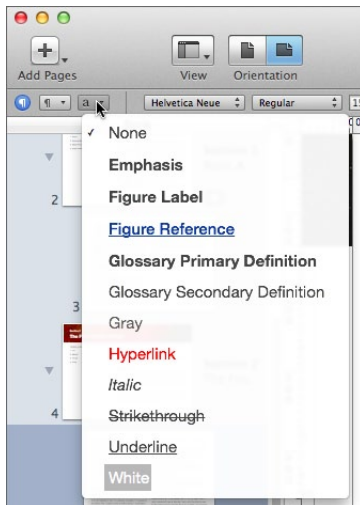 Add Pages
View
Orientation
¶
¶
a
Helvetica Neue
Regular
None
Emphasis
Figure Label
Figure Reference
Glossary Primary Definition
Glossary Secondary Definition
Gray
Hyperlink
Italic
Strikethrough
Underline
White
2
3
4